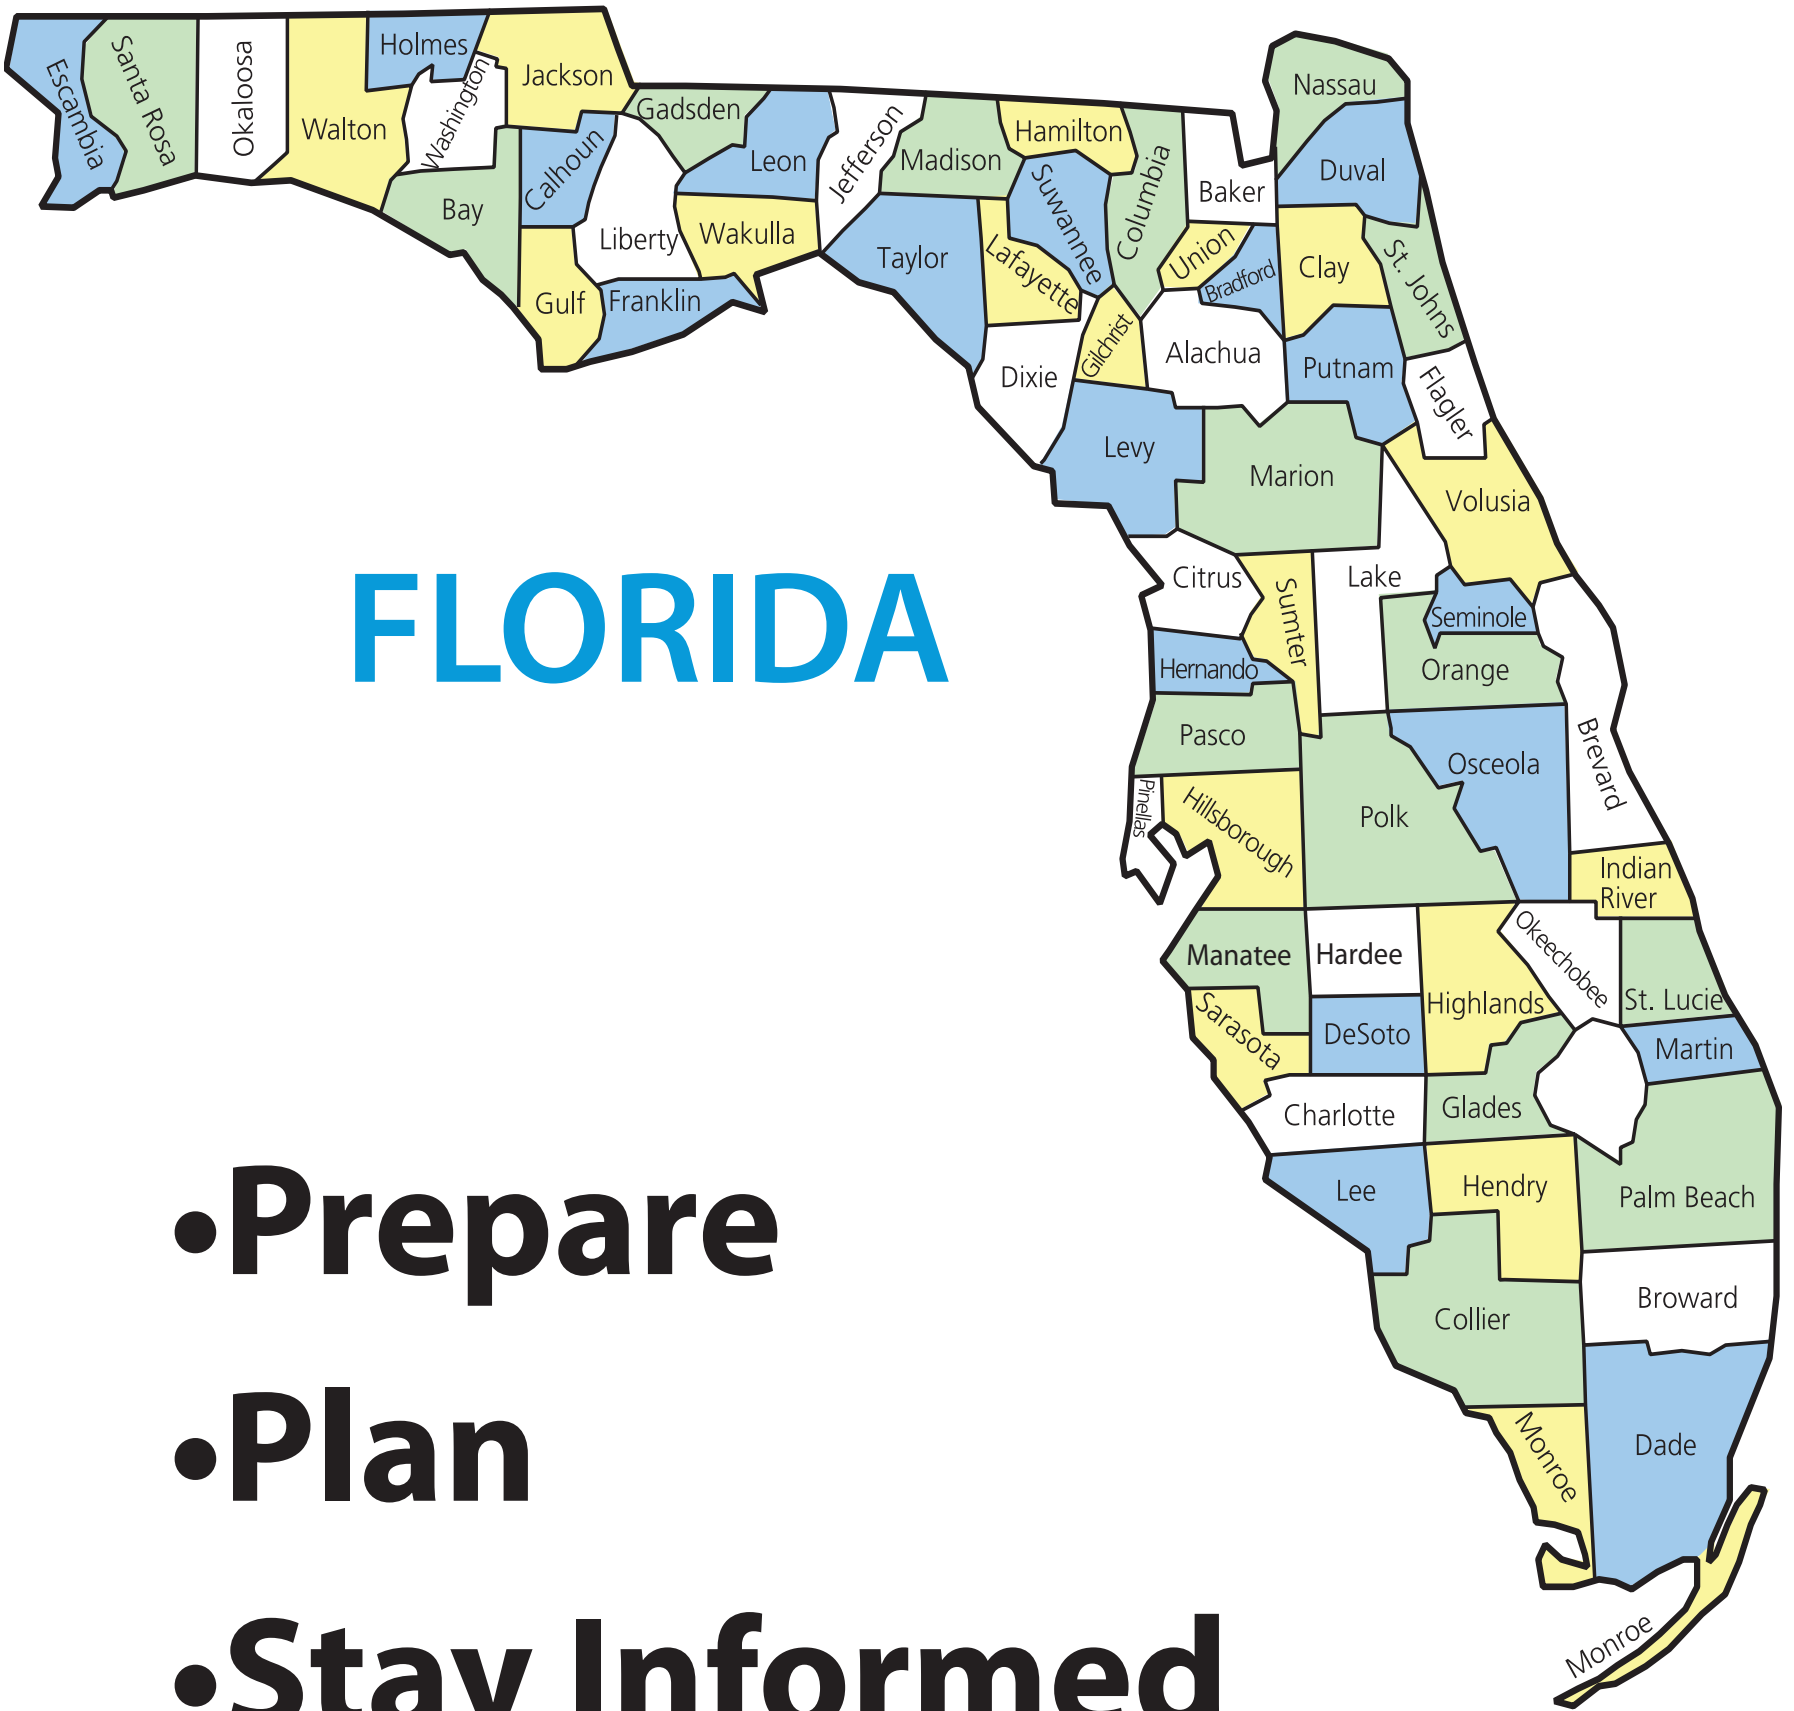 Escambia
Santa Rosa
Okaloosa
Walton
Holmes
Washington
Jackson
Bay
Calhoun
Gulf
Gadsden
Liberty
Franklin
Leon
Wakulla
Jefferson
Madison
Taylor
Hamilton
Suwannee
Lafayette
Columbia
Dixie
Gilchrist
Baker
Union
Bradford
Nassau
Duval
Clay
St. Johns
Alachua
Putnam
Flagler
Levy
Marion
Volusia
Citrus
Sumter
Lake
Seminole
Hernando
Orange
Pasco
Osceola
Brevard
Pinellas
Hillsborough
Polk
Indian
River
Manatee
Hardee
Highlands
Okeechobee
St. Lucie
Sarasota
DeSoto
Martin
Charlotte
Glades
Lee
Hendry
Palm Beach
Collier
Broward
Monroe
Dade
Monroe
FLORIDA
•Prepare
•Plan
•Stay Informed